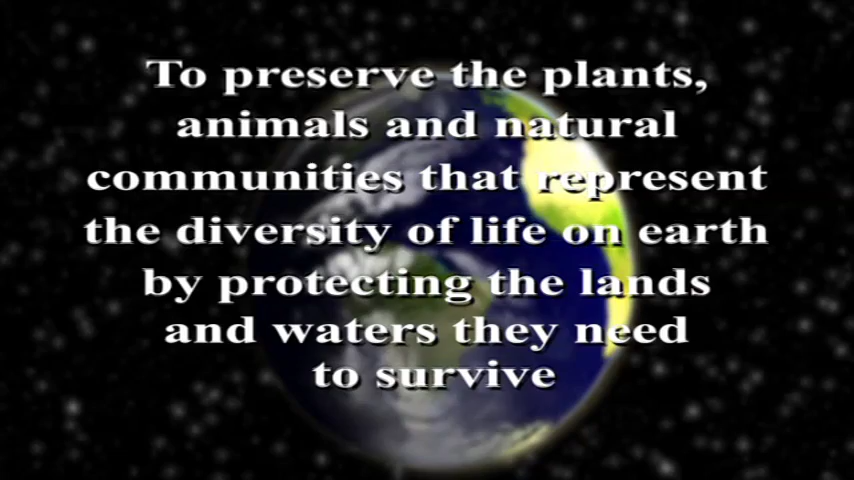 To preserve the plants,
animals and natural
communities that represent
the diversity of life on earth
by protecting the lands
and waters they need
to survive